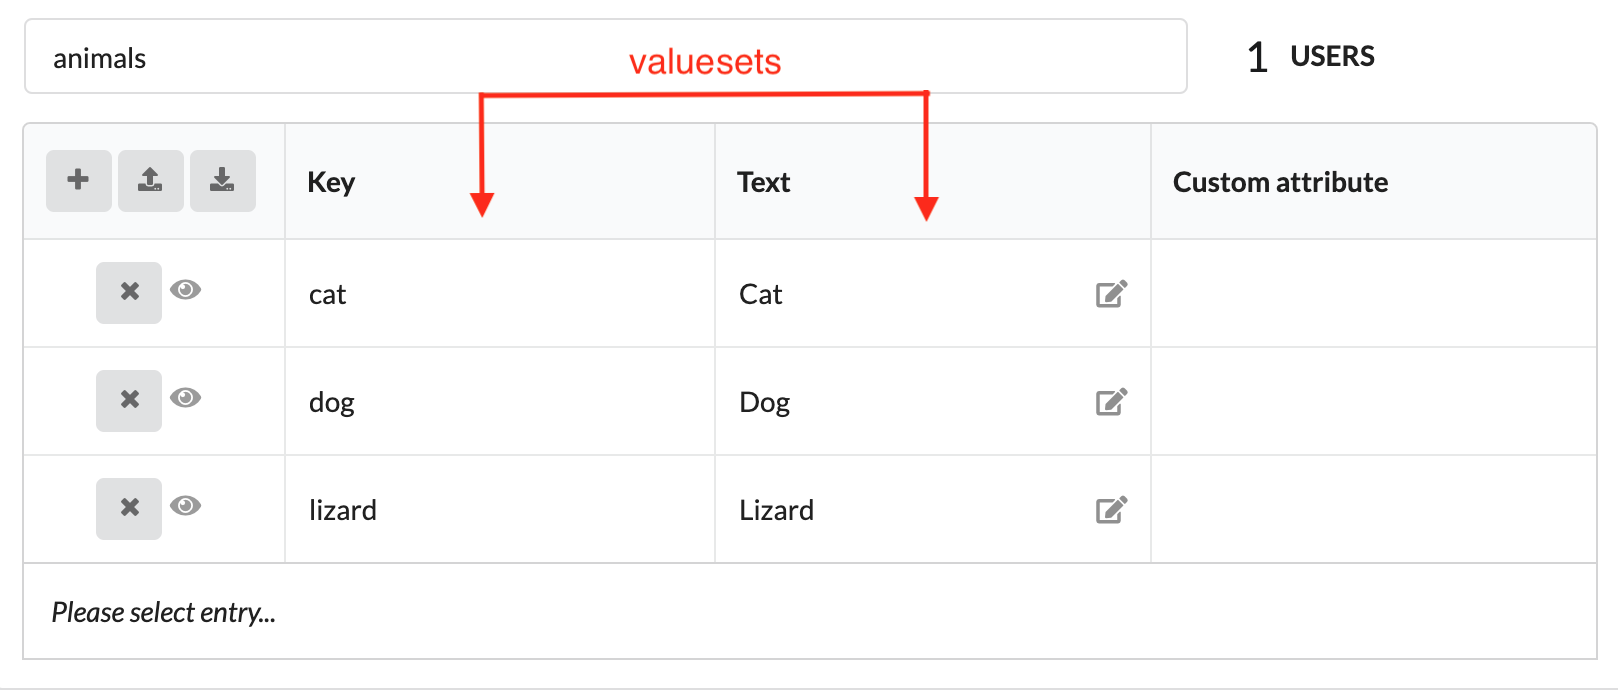 animals
valuesets
1 USERS
Key Text Custom attribute
cat Cat
dog Dog
lizard Lizard
Please select entry...